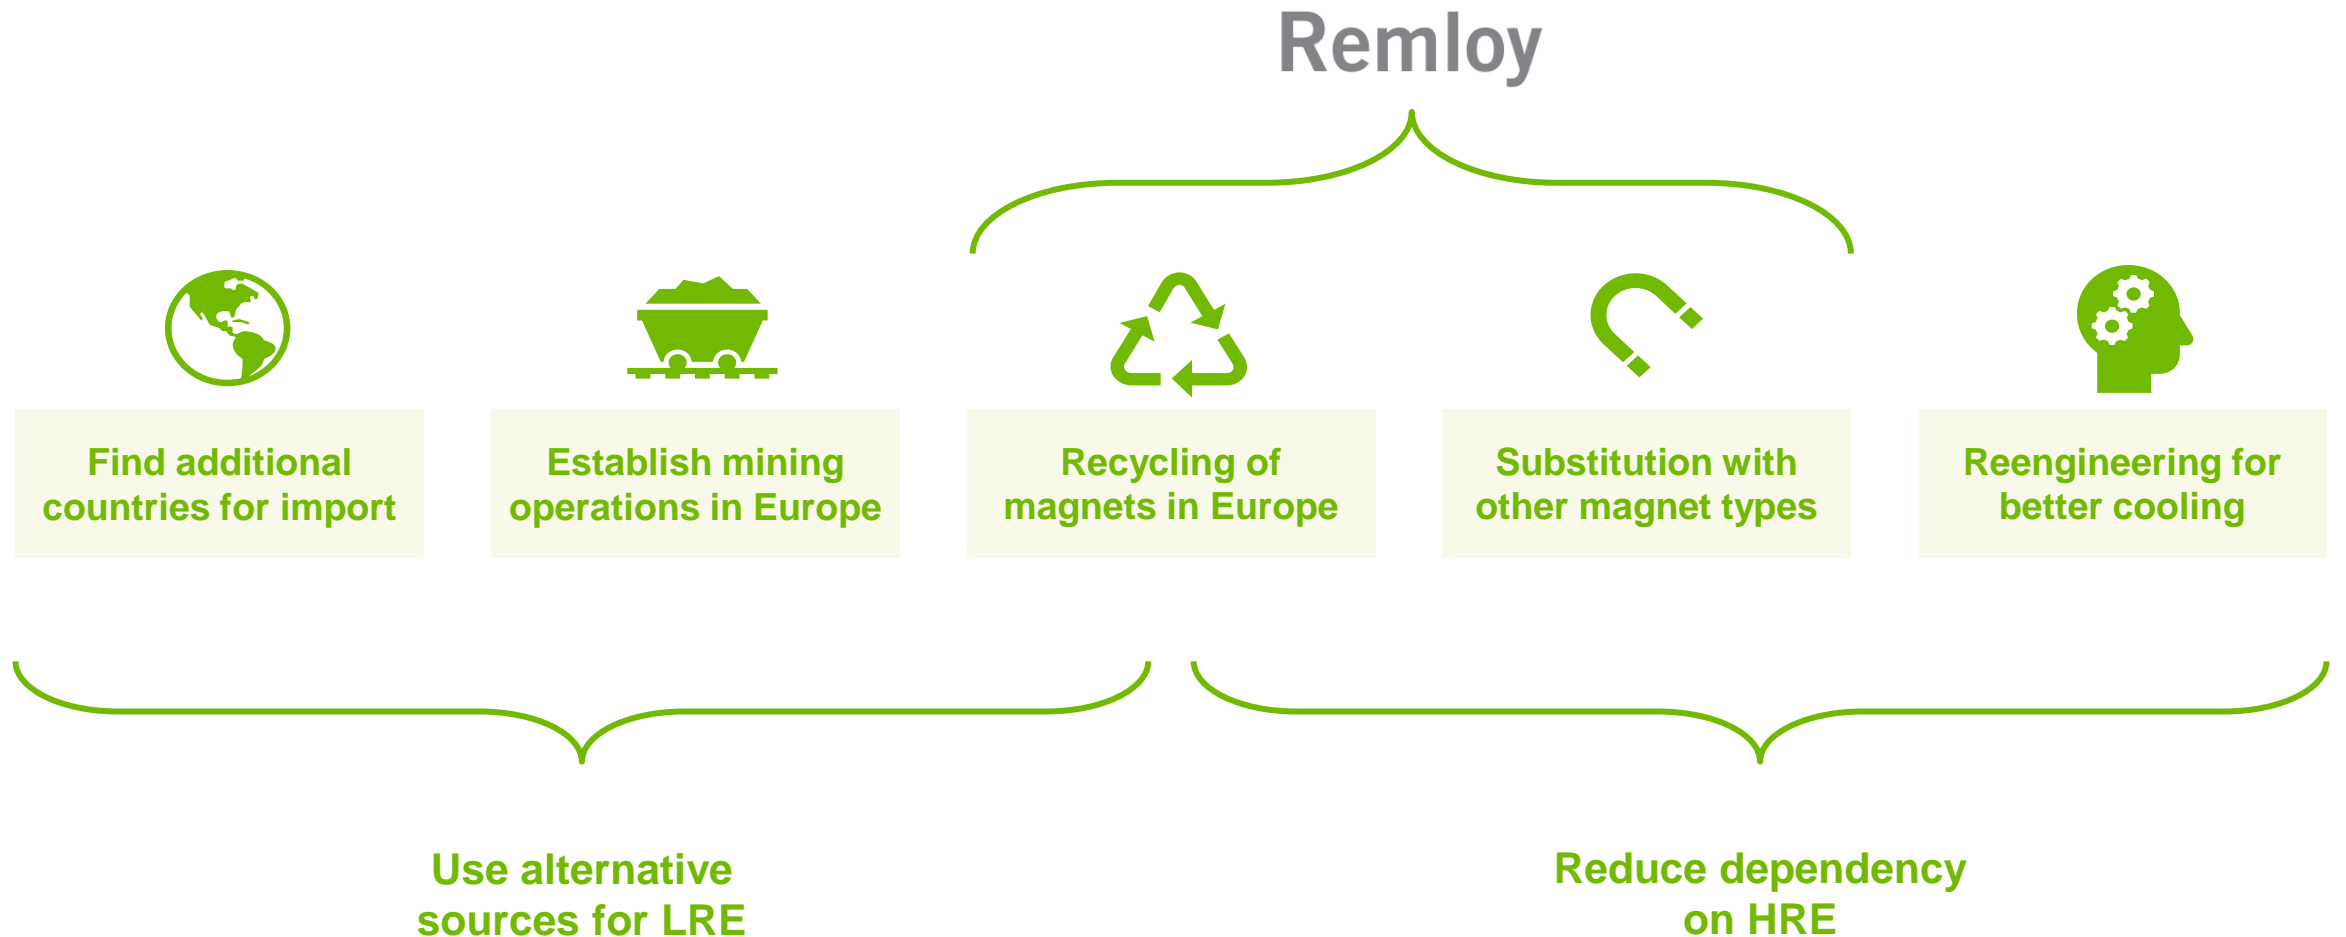 Remloy
Find additional
countries for import
Establish mining
operations in Europe
Recycling of
magnets in Europe
Substitution with
other magnet types
Reengineering for
better cooling
Use alternative
sources for LRE
Reduce dependency
on HRE